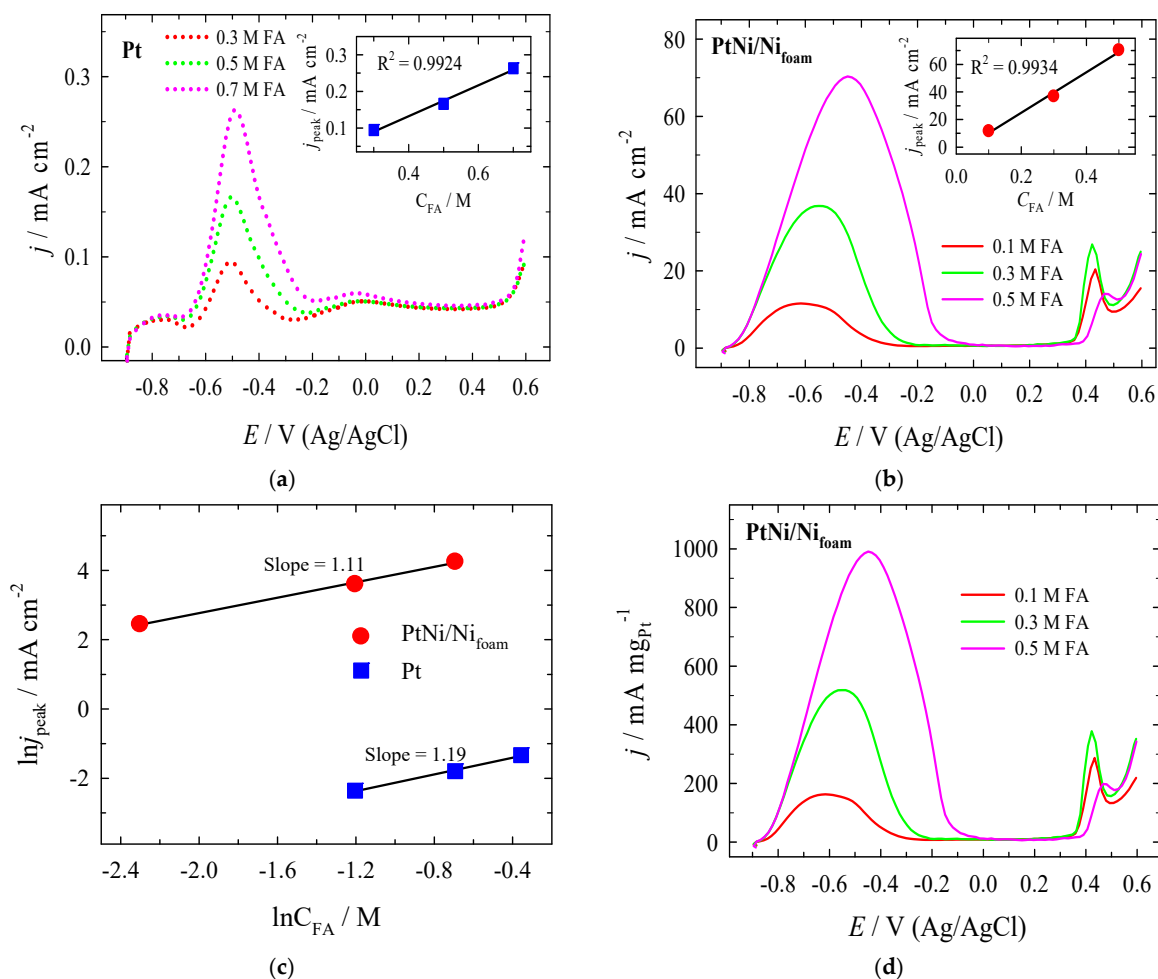 Pt
0.3 M FA
0.5 M FA
0.7 M FA
R² = 0.9924
0.3
0.2
0.1
j_peak / mA cm⁻²
0.4 0.6
C_FA / M
0.3
0.2
0.1
0.0
j / mA cm⁻²
-0.8 -0.6 -0.4 -0.2 0.0 0.2 0.4 0.6
E / V (Ag/AgCl)
(a)
PtNi/Ni_foam
R² = 0.9934
60
40
20
0
j_peak / mA cm⁻²
0.0 0.2 0.4
C_FA / M
0.1 M FA
0.3 M FA
0.5 M FA
80
60
40
20
0
j / mA cm⁻²
-0.8 -0.6 -0.4 -0.2 0.0 0.2 0.4 0.6
E / V (Ag/AgCl)
(b)
Slope = 1.11
PtNi/Ni_foam
Pt
Slope = 1.19
4
2
0
-2
lnj_peak / mA cm⁻²
-2.4 -2.0 -1.6 -1.2 -0.8 -0.4
lnC_FA / M
(c)
PtNi/Ni_foam
0.1 M FA
0.3 M FA
0.5 M FA
1000
800
600
400
200
0
j / mA mg_Pt⁻¹
-0.8 -0.6 -0.4 -0.2 0.0 0.2 0.4 0.6
E / V (Ag/AgCl)
(d)